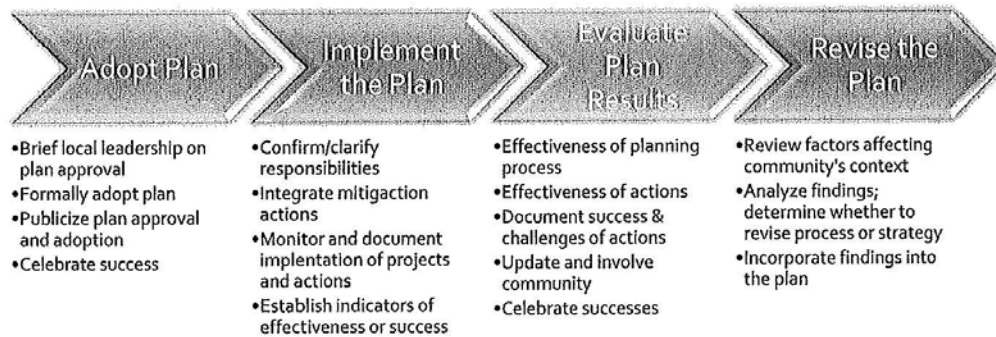 Adopt Plan
•Brief local leadership on
plan approval
•Formally adopt plan
•Publicize plan approval
and adoption
•Celebrate success
Implement
the Plan
•Confirm/clarify
responsibilities
•Integrate mitigaction
actions
•Monitor and document
implentation of projects
and actions
•Establish indicators of
effectiveness or success
Evaluate
Plan
Results
•Effectiveness of planning
process
•Effectiveness of actions
•Document success &
challenges of actions
•Update and involve
community
•Celebrate successes
Revise the
Plan
•Review factors affecting
community's context
•Analyze findings;
determine whether to
revise process or strategy
•Incorporate findings into
the plan